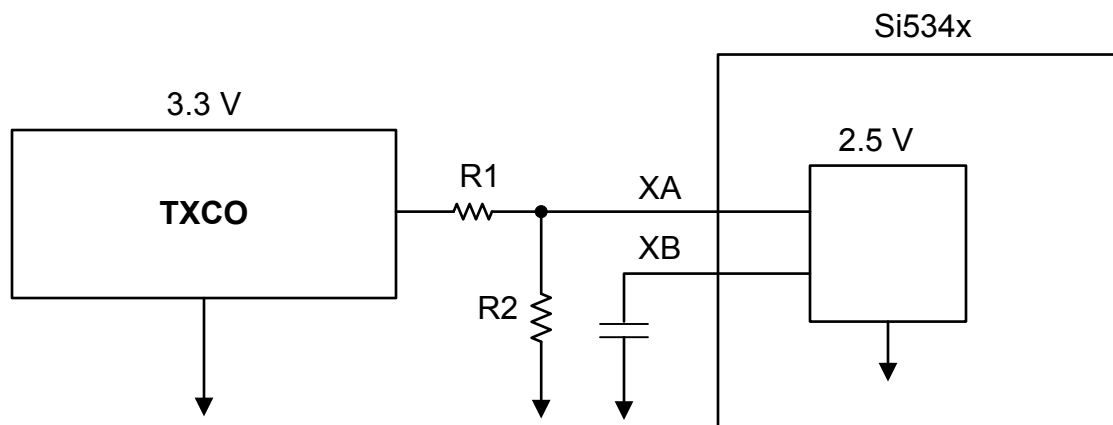 Si534x
3.3 V
2.5 V
TXCO
R1
XA
XB
R2